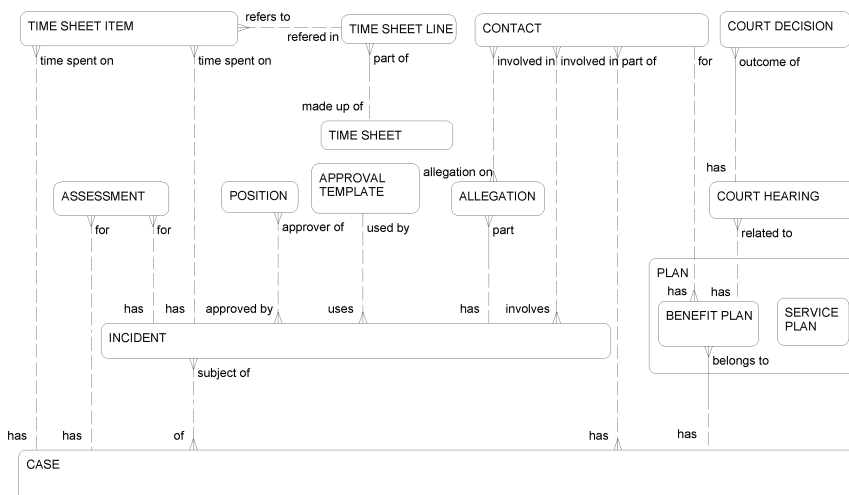 refers to
TIME SHEET ITEM
TIME SHEET LINE
CONTACT
COURT DECISION
refered in
time spent on
time spent on
part of
involved in
involved in
part of
for
outcome of
made up of
TIME SHEET
has
allegation on
APPROVAL
TEMPLATE
ASSESSMENT
POSITION
ALLEGATION
COURT HEARING
for
for
approver of
used by
part
related to
PLAN
has
has
has
has
approved by
uses
has
involves
BENEFIT PLAN
SERVICE
PLAN
INCIDENT
belongs to
subject of
has
has
of
has
has
CASE